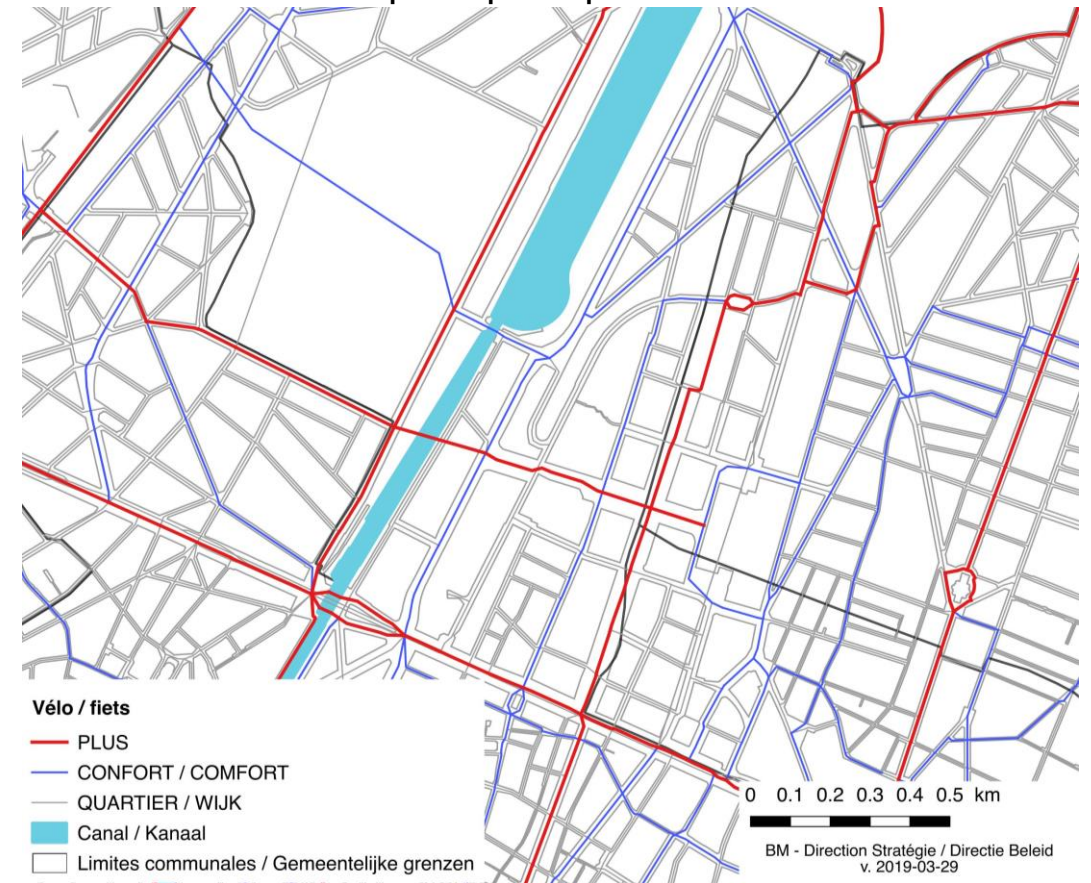 Vélo / fiets
PLUS
CONFORT / COMFORT
QUARTIER / WIJK
Canal / Kanaal
Limites communales / Gemeentelijke grenzen
0 0.1 0.2 0.3 0.4 0.5 km
BM - Direction Stratégie / Directie Beleid
v. 2019-03-29